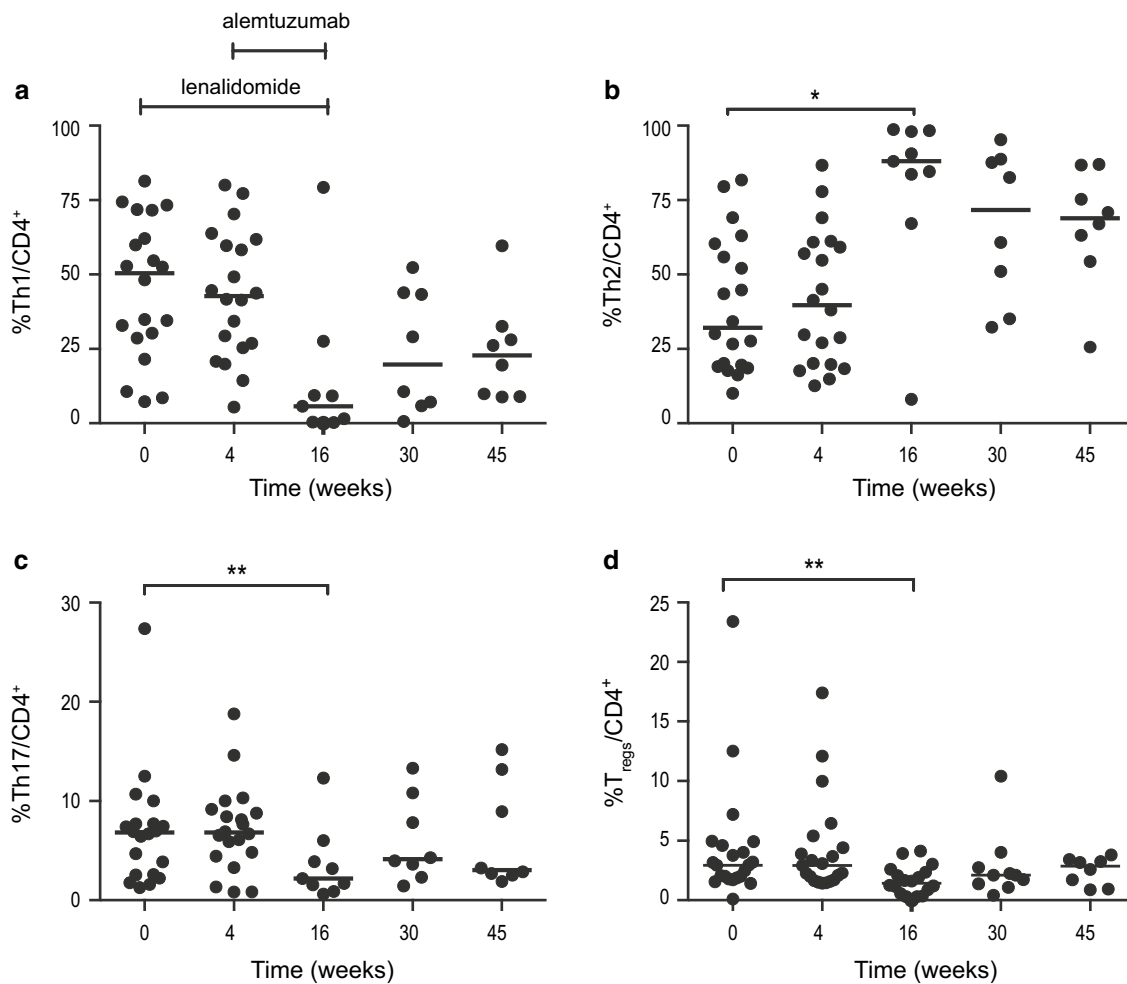 alemtuzumab
lenalidomide
a
%Th1/CD4⁺
100
75
50
25
0
0 4 16 30 45
Time (weeks)
b
*
%Th2/CD4⁺
100
75
50
25
0
0 4 16 30 45
Time (weeks)
c
**
%Th17/CD4⁺
30
20
10
0
0 4 16 30 45
Time (weeks)
d
**
%Tregs/CD4⁺
25
20
15
10
5
0
0 4 16 30 45
Time (weeks)